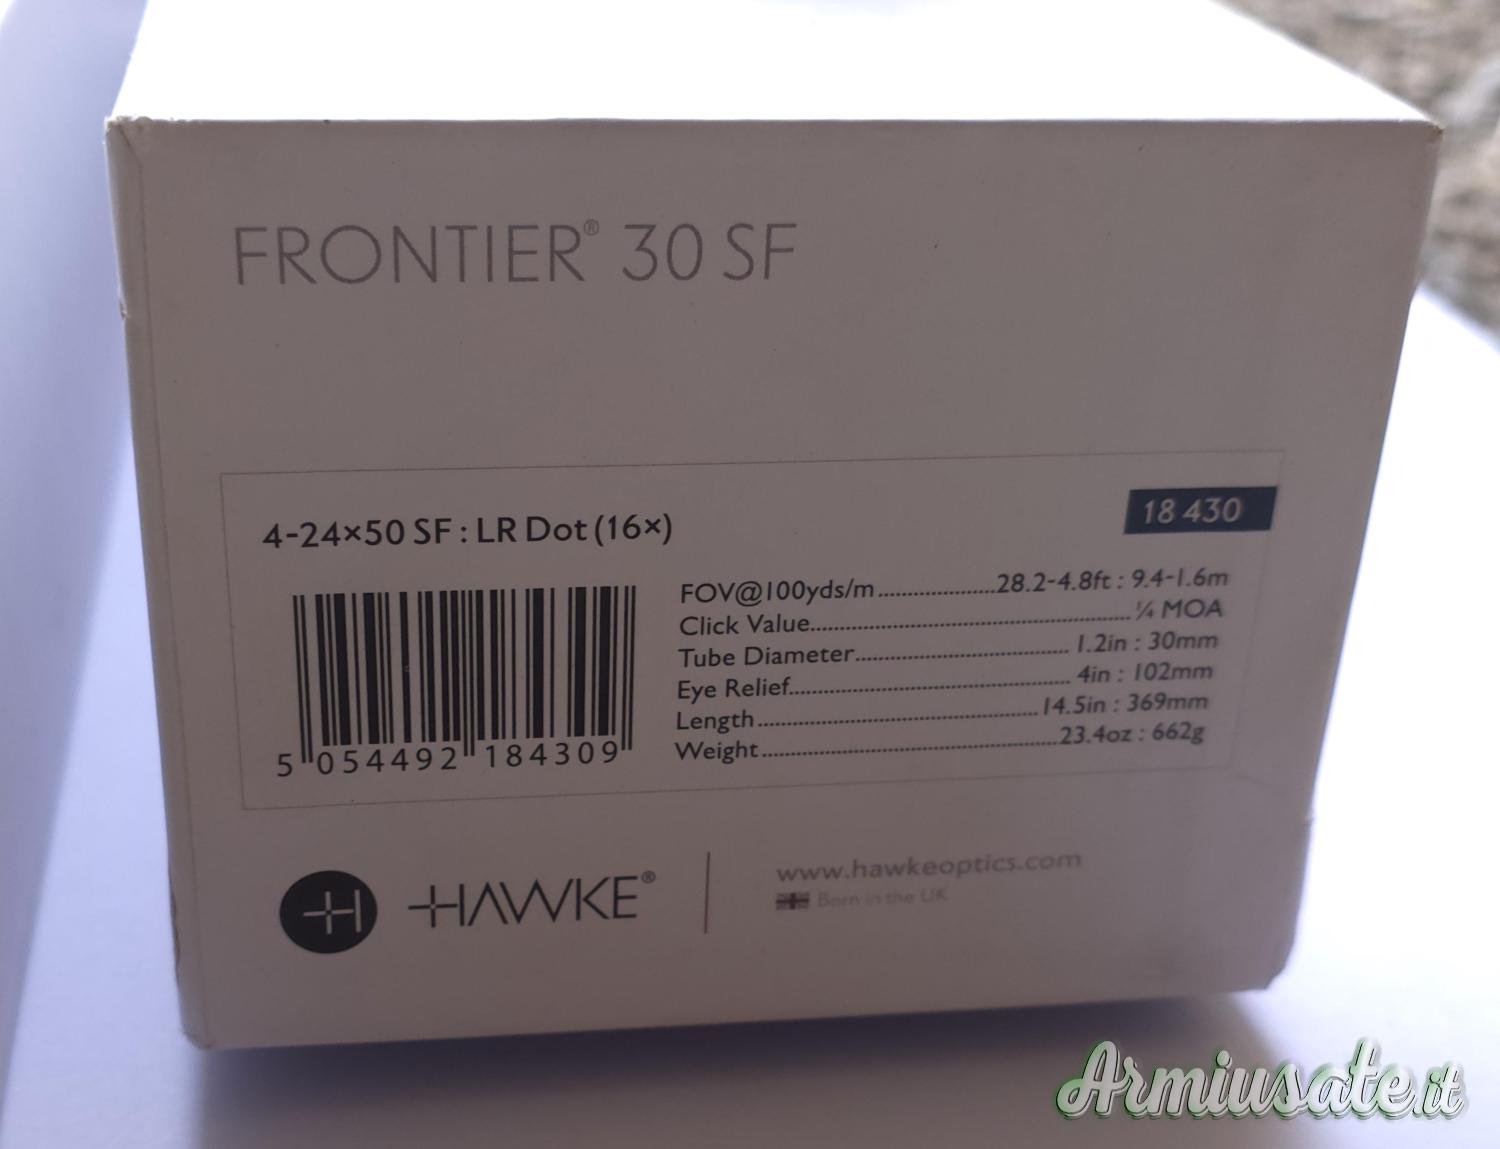 FRONTIER® 30 SF
4-24×50 SF : LR Dot (16×)
18 430
FOV@100yds/m....................28.2-4.8ft : 9.4-1.6m
Click Value....................¼ MOA
Tube Diameter....................1.2in : 30mm
Eye Relief....................4in : 102mm
Length....................14.5in : 369mm
Weight....................23.4oz : 662g
5 054492 184309
HAWKE®
www.hawkeoptics.com
Born in the UK
Armiusate.it